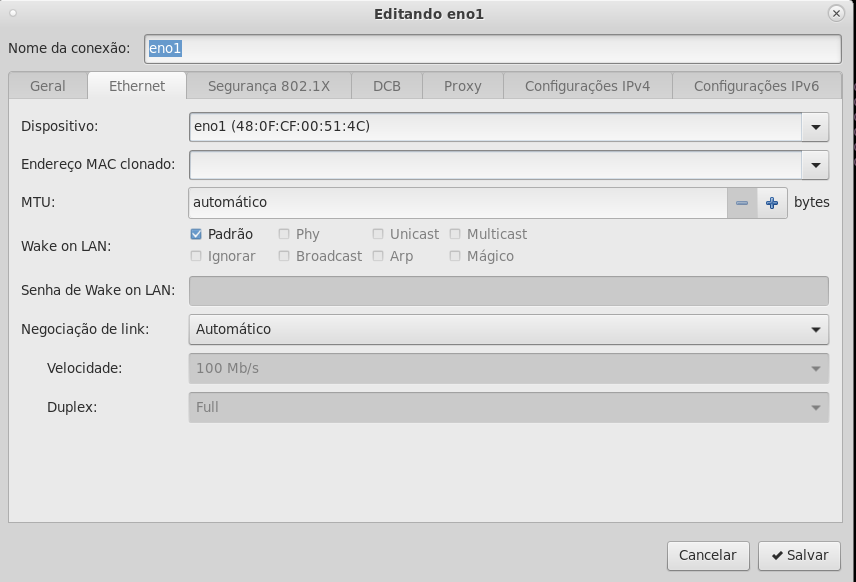 Editando eno1
Nome da conexão: eno1
Geral Ethernet Segurança 802.1X DCB Proxy Configurações IPv4 Configurações IPv6
Dispositivo: eno1 (48:0F:CF:00:51:4C)
Endereço MAC clonado:
MTU: automático bytes
Wake on LAN:
Padrão Phy Unicast Multicast
Ignorar Broadcast Arp Mágico
Senha de Wake on LAN:
Negociação de link: Automático
Velocidade: 100 Mb/s
Duplex: Full
Cancelar Salvar